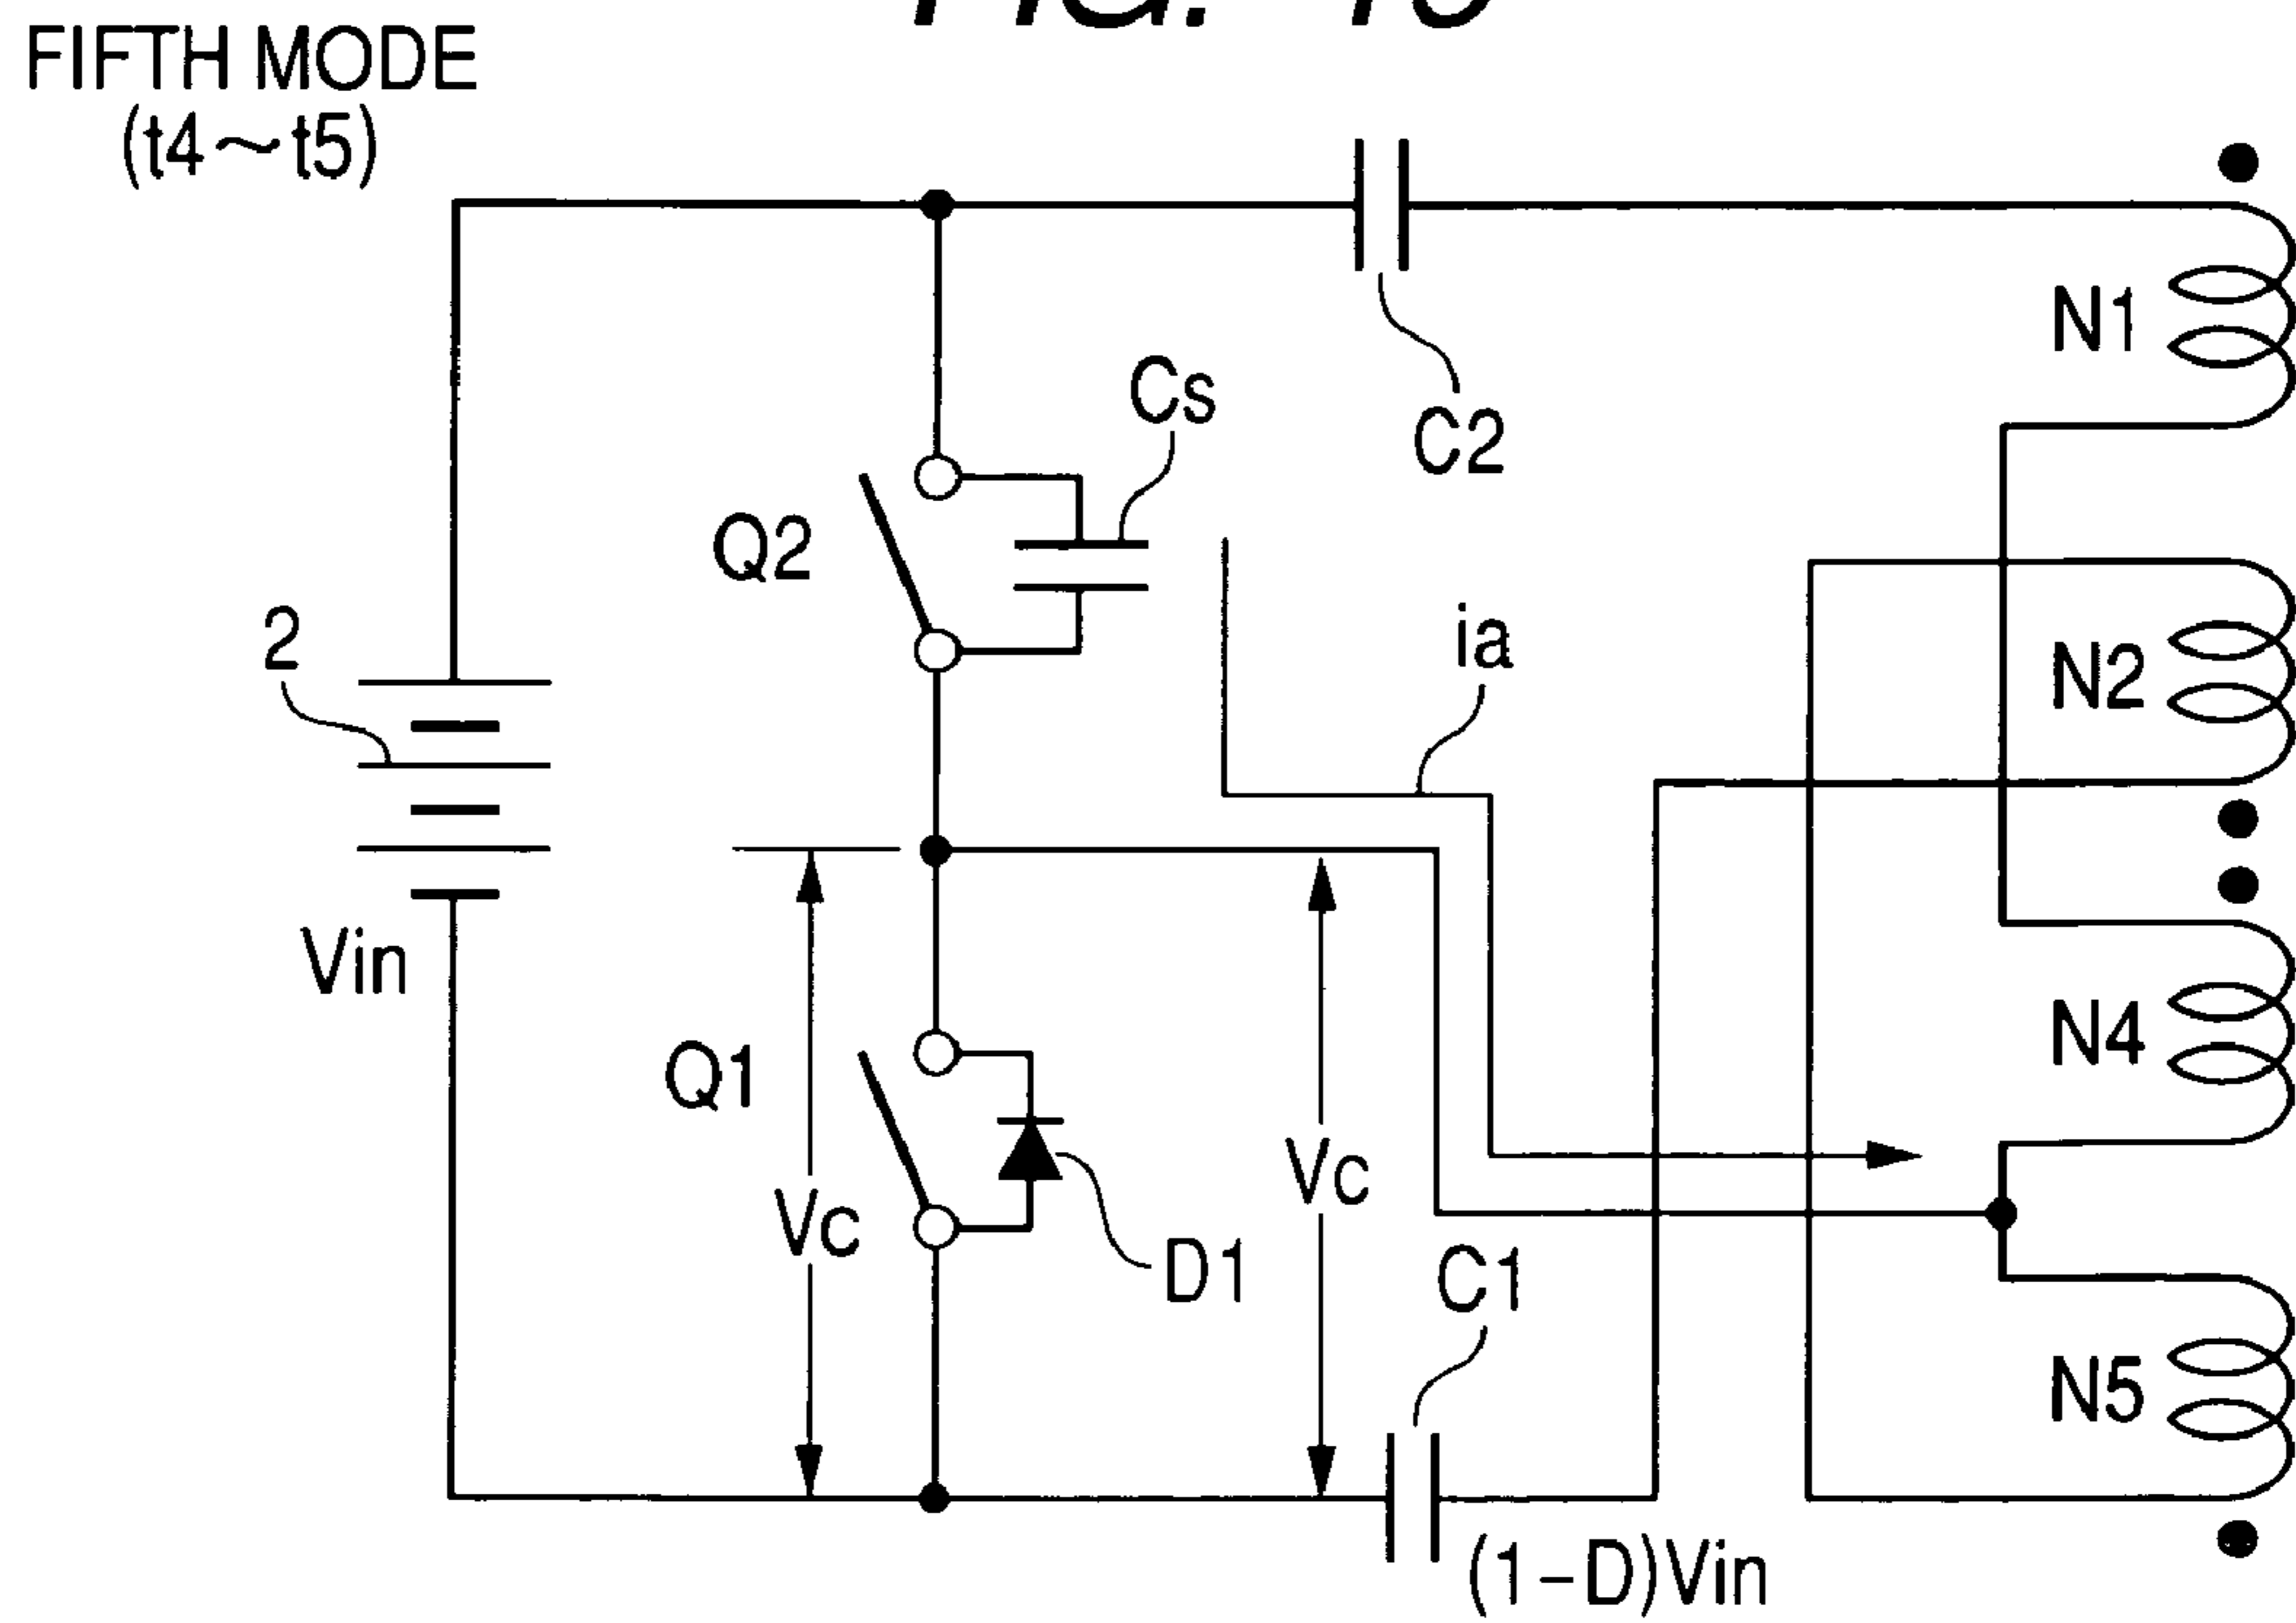 FIFTH MODE
(t4～t5)
Cs
C2
N1
Q2
2
ia
N2
Vin
Q1
Vc
Vc
N4
D1
C1
N5
(1-D)Vin